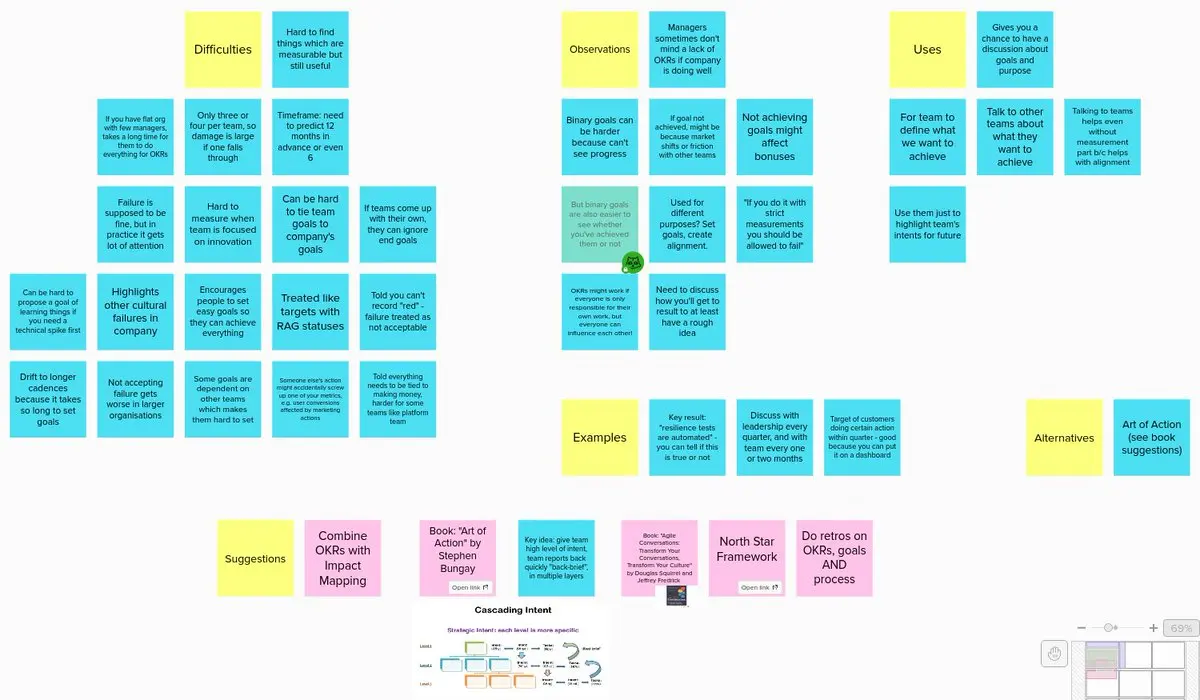 Difficulties
Hard to find
things which are
measurable but
still useful
If you have flat org
with few managers,
takes a long time for
them to do
everything for OKRs
Only three or
four per team, so
damage is large
if one falls
through
Timeframe: need
to predict 12
months in
advance or even
6
Failure is
supposed to be
fine, but in
practice it gets
lot of attention
Hard to
measure when
team is focused
on innovation
Can be hard
to tie team
goals to
company's
goals
If teams come up
with their own,
they can ignore
end goals
Can be hard to
propose a goal of
learning things if
you need a
technical spike first
Highlights
other cultural
failures in
company
Encourages
people to set
easy goals so
they can achieve
everything
Treated like
targets with
RAG statuses
Told you can't
record "red" -
failure treated as
not acceptable
Drift to longer
cadences
because it takes
so long to set
goals
Not accepting
failure gets
worse in larger
organisations
Some goals are
dependent on
other teams
which makes
them hard to set
Someone else's action
might accidentally screw
up one of your metrics,
e.g. user conversions
affected by marketing
actions
Told everything
needs to be tied to
making money,
harder for some
teams like platform
team
Observations
Managers
sometimes don't
mind a lack of
OKRs if company
is doing well
Binary goals can
be harder
because can't
see progress
If goal not
achieved, might be
because market
shifts or friction
with other teams
Not achieving
goals might
affect
bonuses
But binary goals
are also easier to
see whether
you've achieved
them or not
Used for
different
purposes? Set
goals, create
alignment.
"If you do it with
strict
measurements
you should be
allowed to fail"
OKRs might work if
everyone is only
responsible for their
own work, but
everyone can
influence each other!
Need to discuss
how you'll get to
result to at least
have a rough
idea
Uses
Gives you a
chance to have a
discussion about
goals and
purpose
For team to
define what
we want to
achieve
Talk to other
teams about
what they
want to
achieve
Talking to teams
helps even
without
measurement
part b/c helps
with alignment
Use them just to
highlight team's
intents for future
Examples
Key result:
"resilience tests
are automated" -
you can tell if this
is true or not
Discuss with
leadership every
quarter, and with
team every one
or two months
Target of customers
doing certain action
within quarter - good
because you can put
it on a dashboard
Alternatives
Art of Action
(see book
suggestions)
Suggestions
Combine
OKRs with
Impact
Mapping
Book: "Art of
Action" by
Stephen
Bungay
Open link
Key idea: give team
high level of intent,
team reports back
quickly "back-brief",
in multiple layers
Book: "Agile
Conversations:
Transform Your
Conversations,
Transform Your Culture"
by Douglas Squirrel and
Jeffrey Fredrick
North Star
Framework
Open link
Do retros on
OKRs, goals
AND
process
Cascading Intent
Strategic Intent: each level is more specific
69%